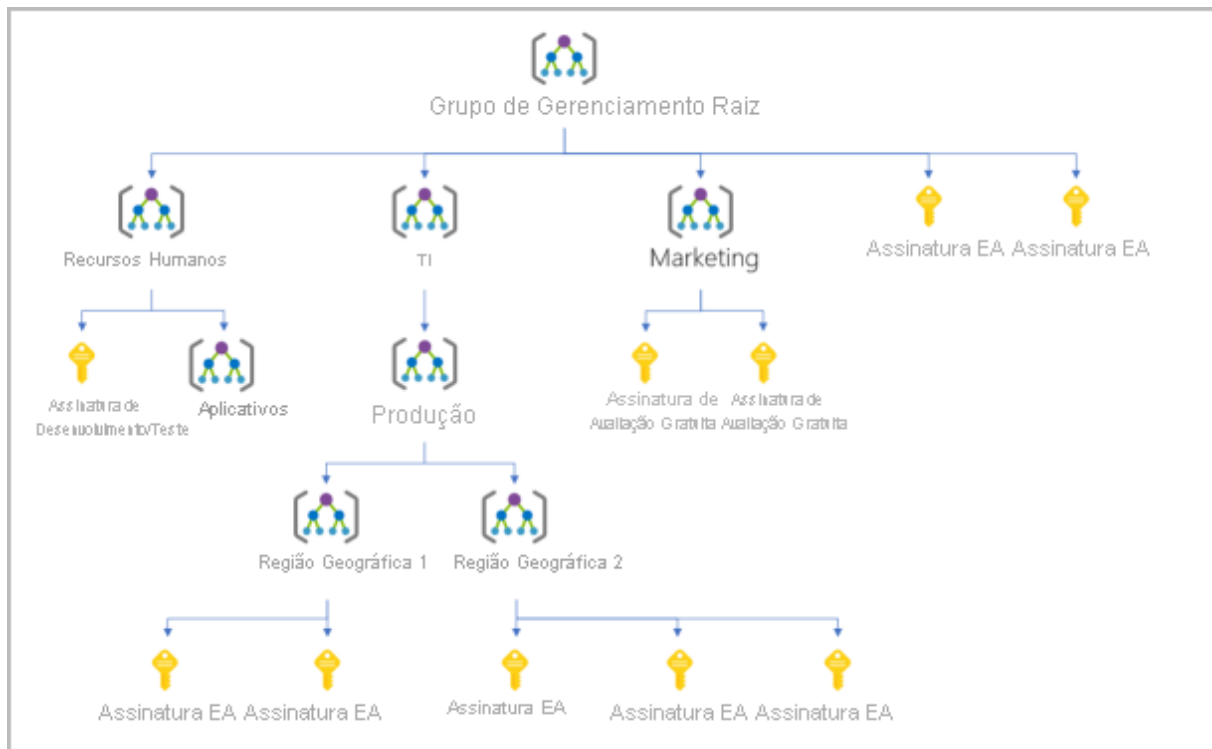 Grupo de Gerenciamento Raiz
Recursos Humanos
TI
Marketing
Assinatura EA
Assinatura EA
Assinatura de
Desenvolvimento/Teste
Aplicativos
Produção
Assinatura de
Avaliação Gratuita
Assinatura de
Avaliação Gratuita
Região Geográfica 1
Região Geográfica 2
Assinatura EA
Assinatura EA
Assinatura EA
Assinatura EA
Assinatura EA